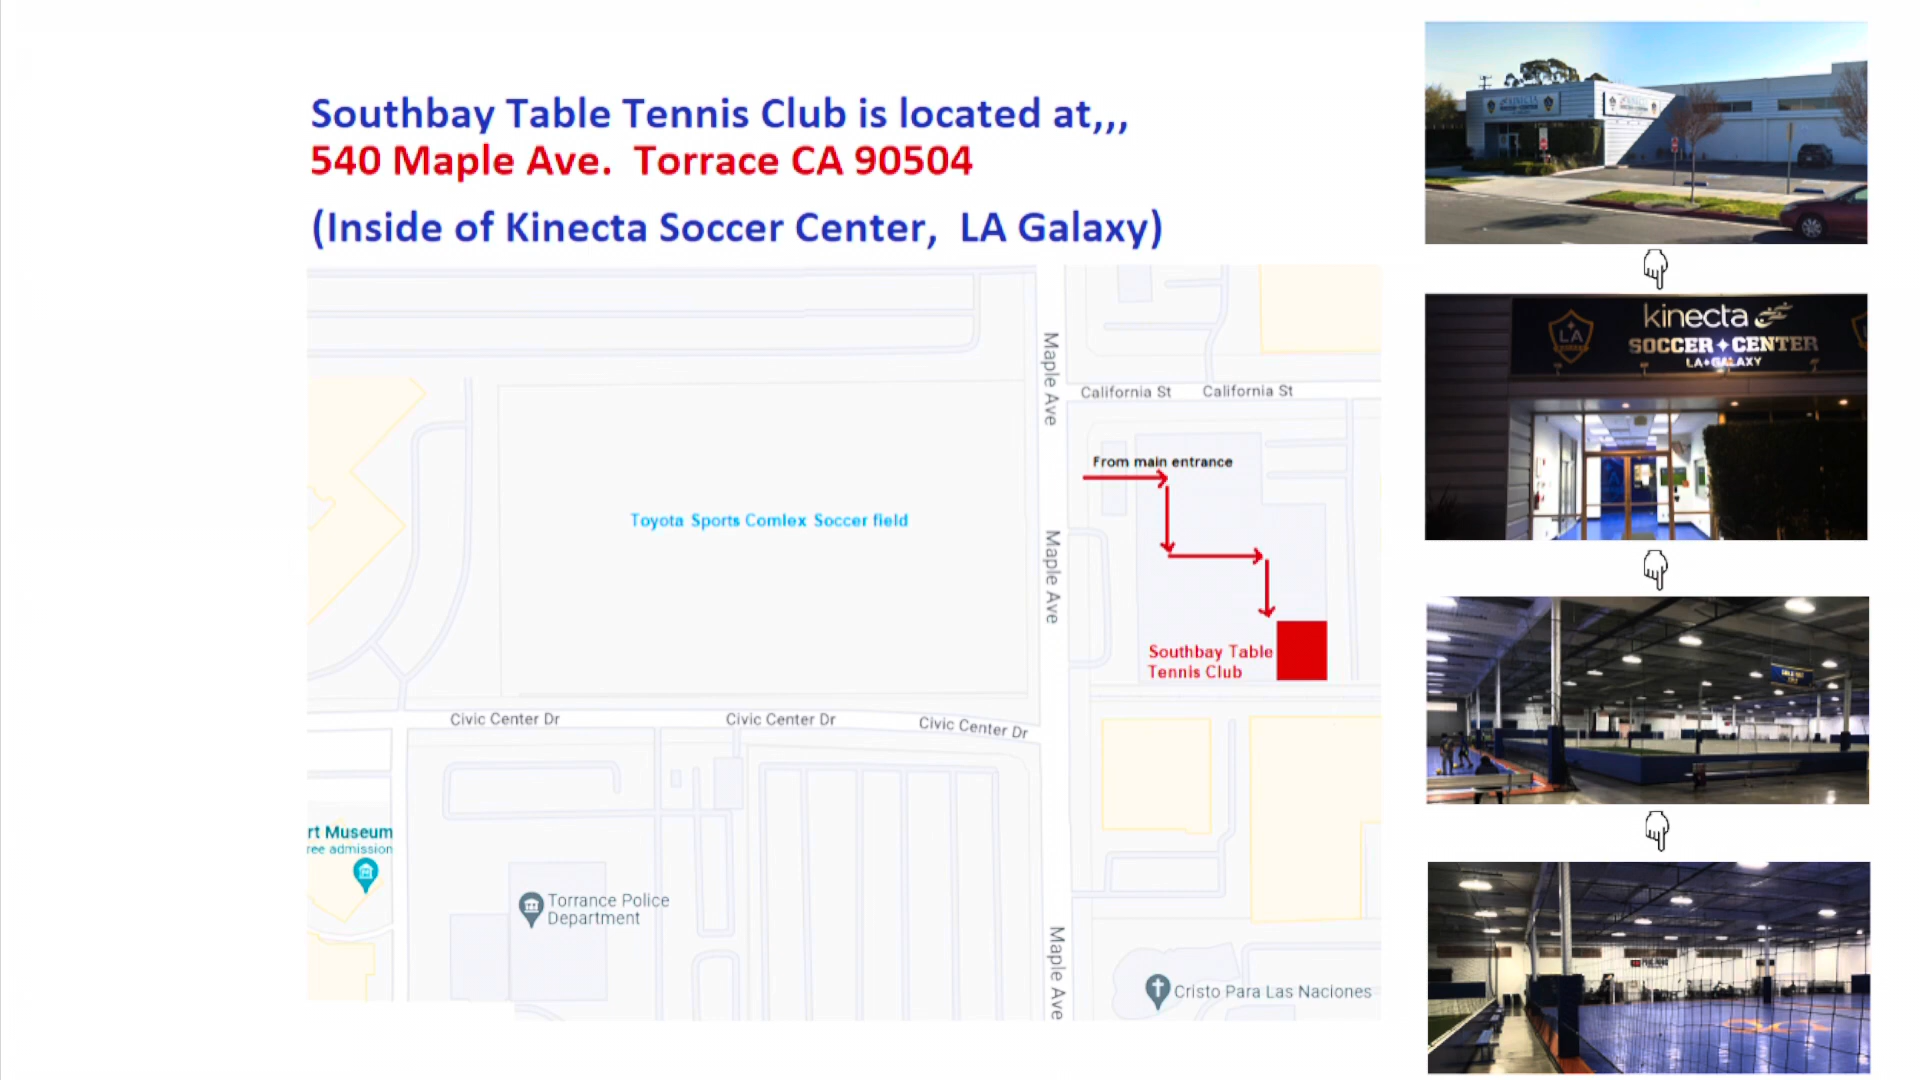 Southbay Table Tennis Club is located at,,,
540 Maple Ave.  Torrace CA 90504
(Inside of Kinecta Soccer Center,  LA Galaxy)
Maple Ave
California St
California St
From main entrance
Toyota Sports Comlex Soccer field
Maple Ave
Southbay Table
Tennis Club
Civic Center Dr
Civic Center Dr
Civic Center Dr
rt Museum
ree admission
Torrance Police
Department
Maple Ave
Cristo Para Las Naciones
KINECTA
kinecta
LA
SOCCER CENTER
LA GALAXY